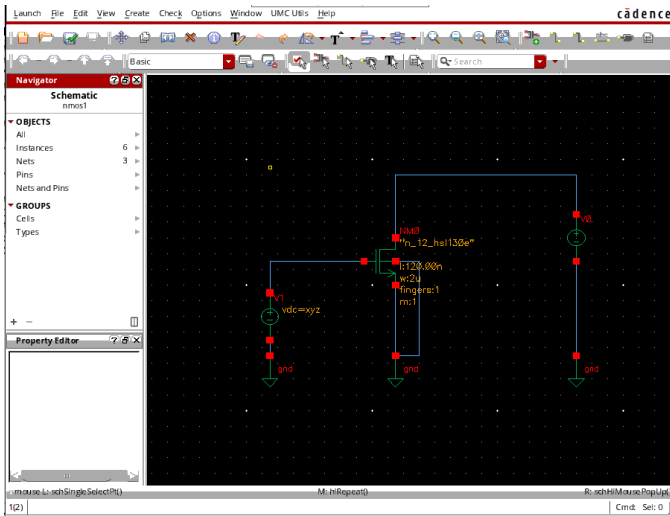 Launch File Edit View Create Check Options Window UMC Utils Help
cādence
Basic
Search
Navigator
Schematic
nmos1
OBJECTS
All
Instances 6
Nets 3
Pins
Nets and Pins
GROUPS
Cells
Types
Property Editor
NM0
"n_12_hsl130e"
l:120.00n
w:2u
fingers:1
m:1
V0
V1
vdc=xyz
gnd
gnd
gnd
mouse L: schSingleSelectPt()
M: hiRepeat()
R: schHiMousePopUp(
1(2)
Cmd: Sel: 0